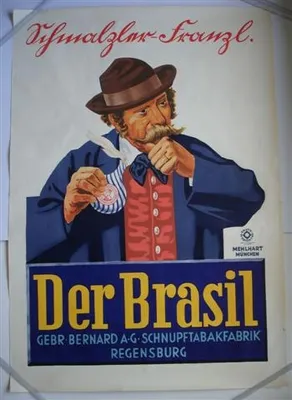 Schmalzler-Franzl.
MEHLHART
MÜNCHEN
Der Brasil
GEBR BERNARD A·G·SCHNUPFTABAKFABRIK
REGENSBURG